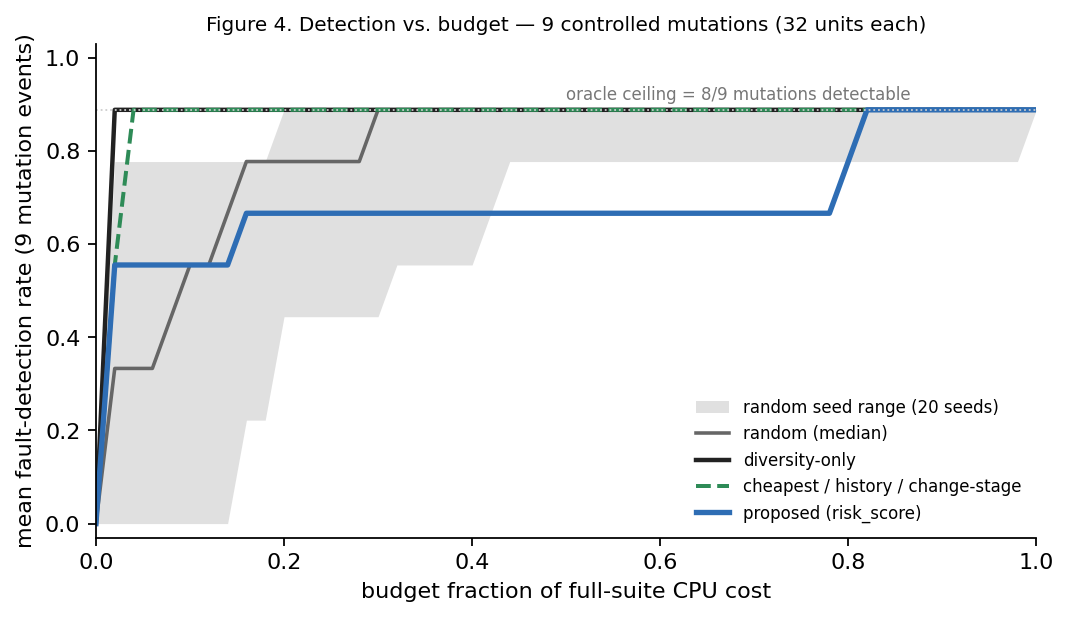 Figure 4. Detection vs. budget — 9 controlled mutations (32 units each)
mean fault-detection rate (9 mutation events)
1.0
0.8
0.6
0.4
0.2
0.0
oracle ceiling = 8/9 mutations detectable
random seed range (20 seeds)
random (median)
diversity-only
cheapest / history / change-stage
proposed (risk_score)
0.0 0.2 0.4 0.6 0.8 1.0
budget fraction of full-suite CPU cost